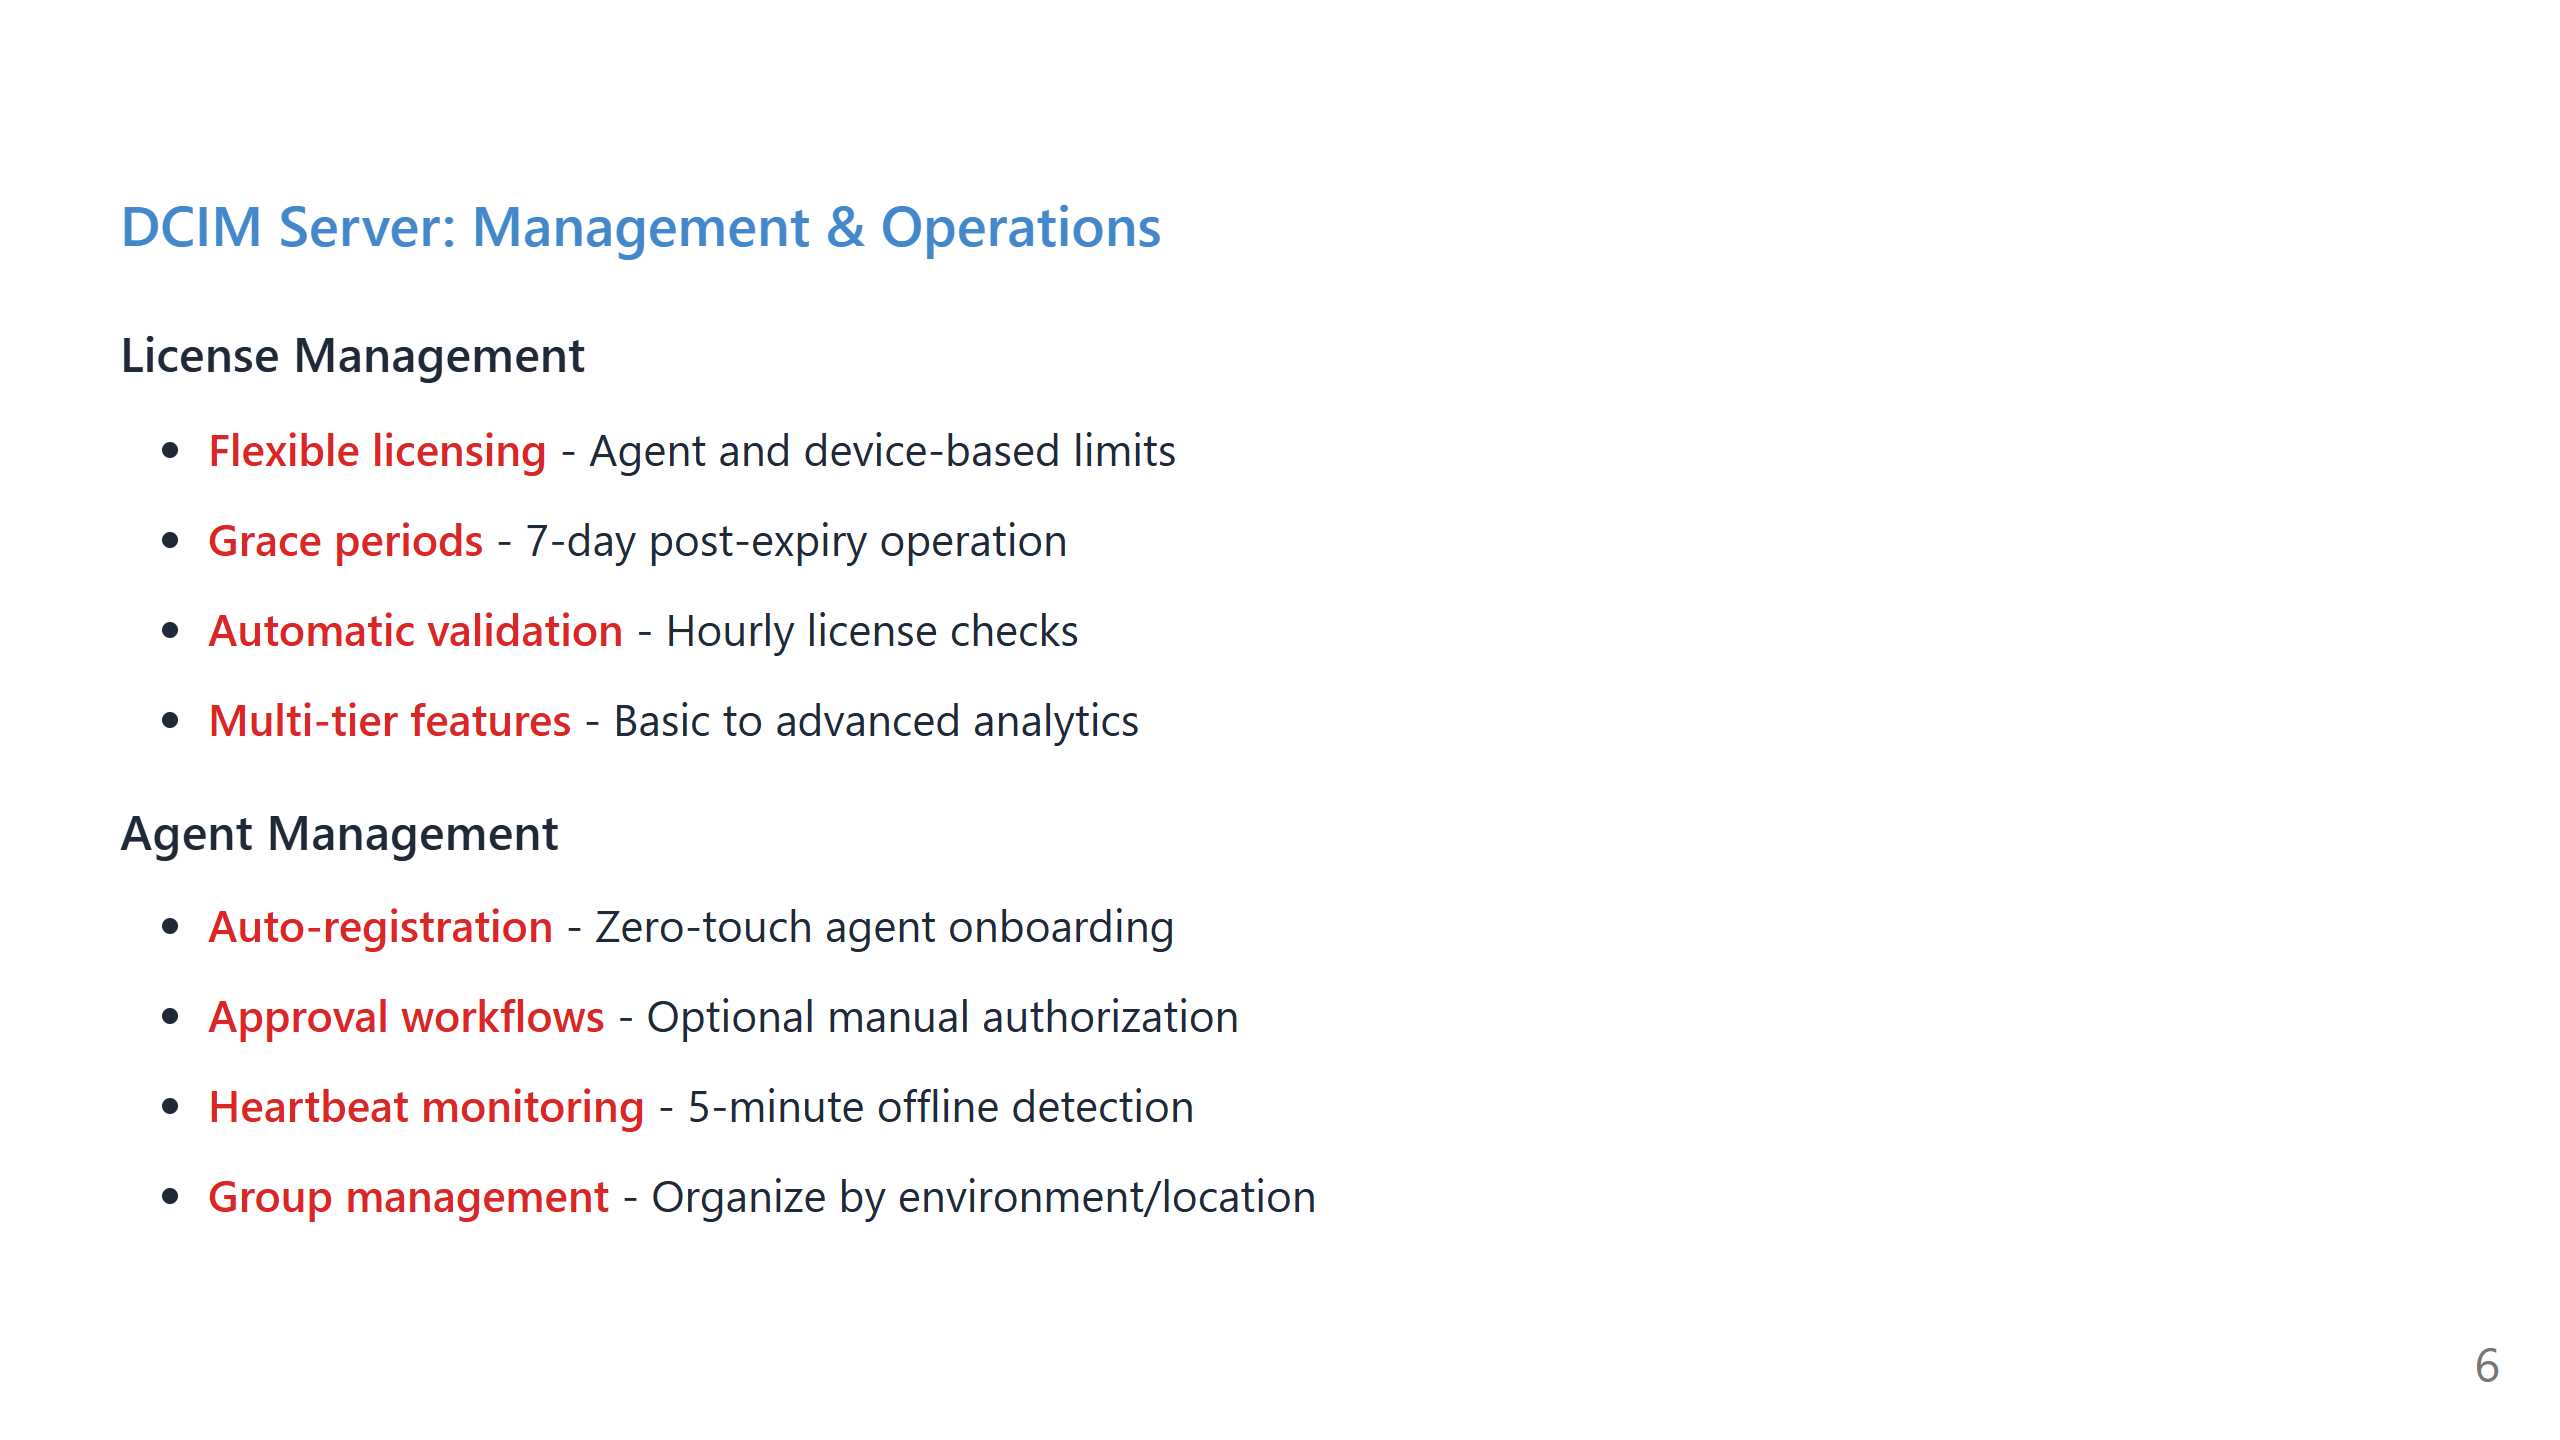 DCIM Server: Management & Operations
License Management
• Flexible licensing - Agent and device-based limits
• Grace periods - 7-day post-expiry operation
• Automatic validation - Hourly license checks
• Multi-tier features - Basic to advanced analytics
Agent Management
• Auto-registration - Zero-touch agent onboarding
• Approval workflows - Optional manual authorization
• Heartbeat monitoring - 5-minute offline detection
• Group management - Organize by environment/location
6